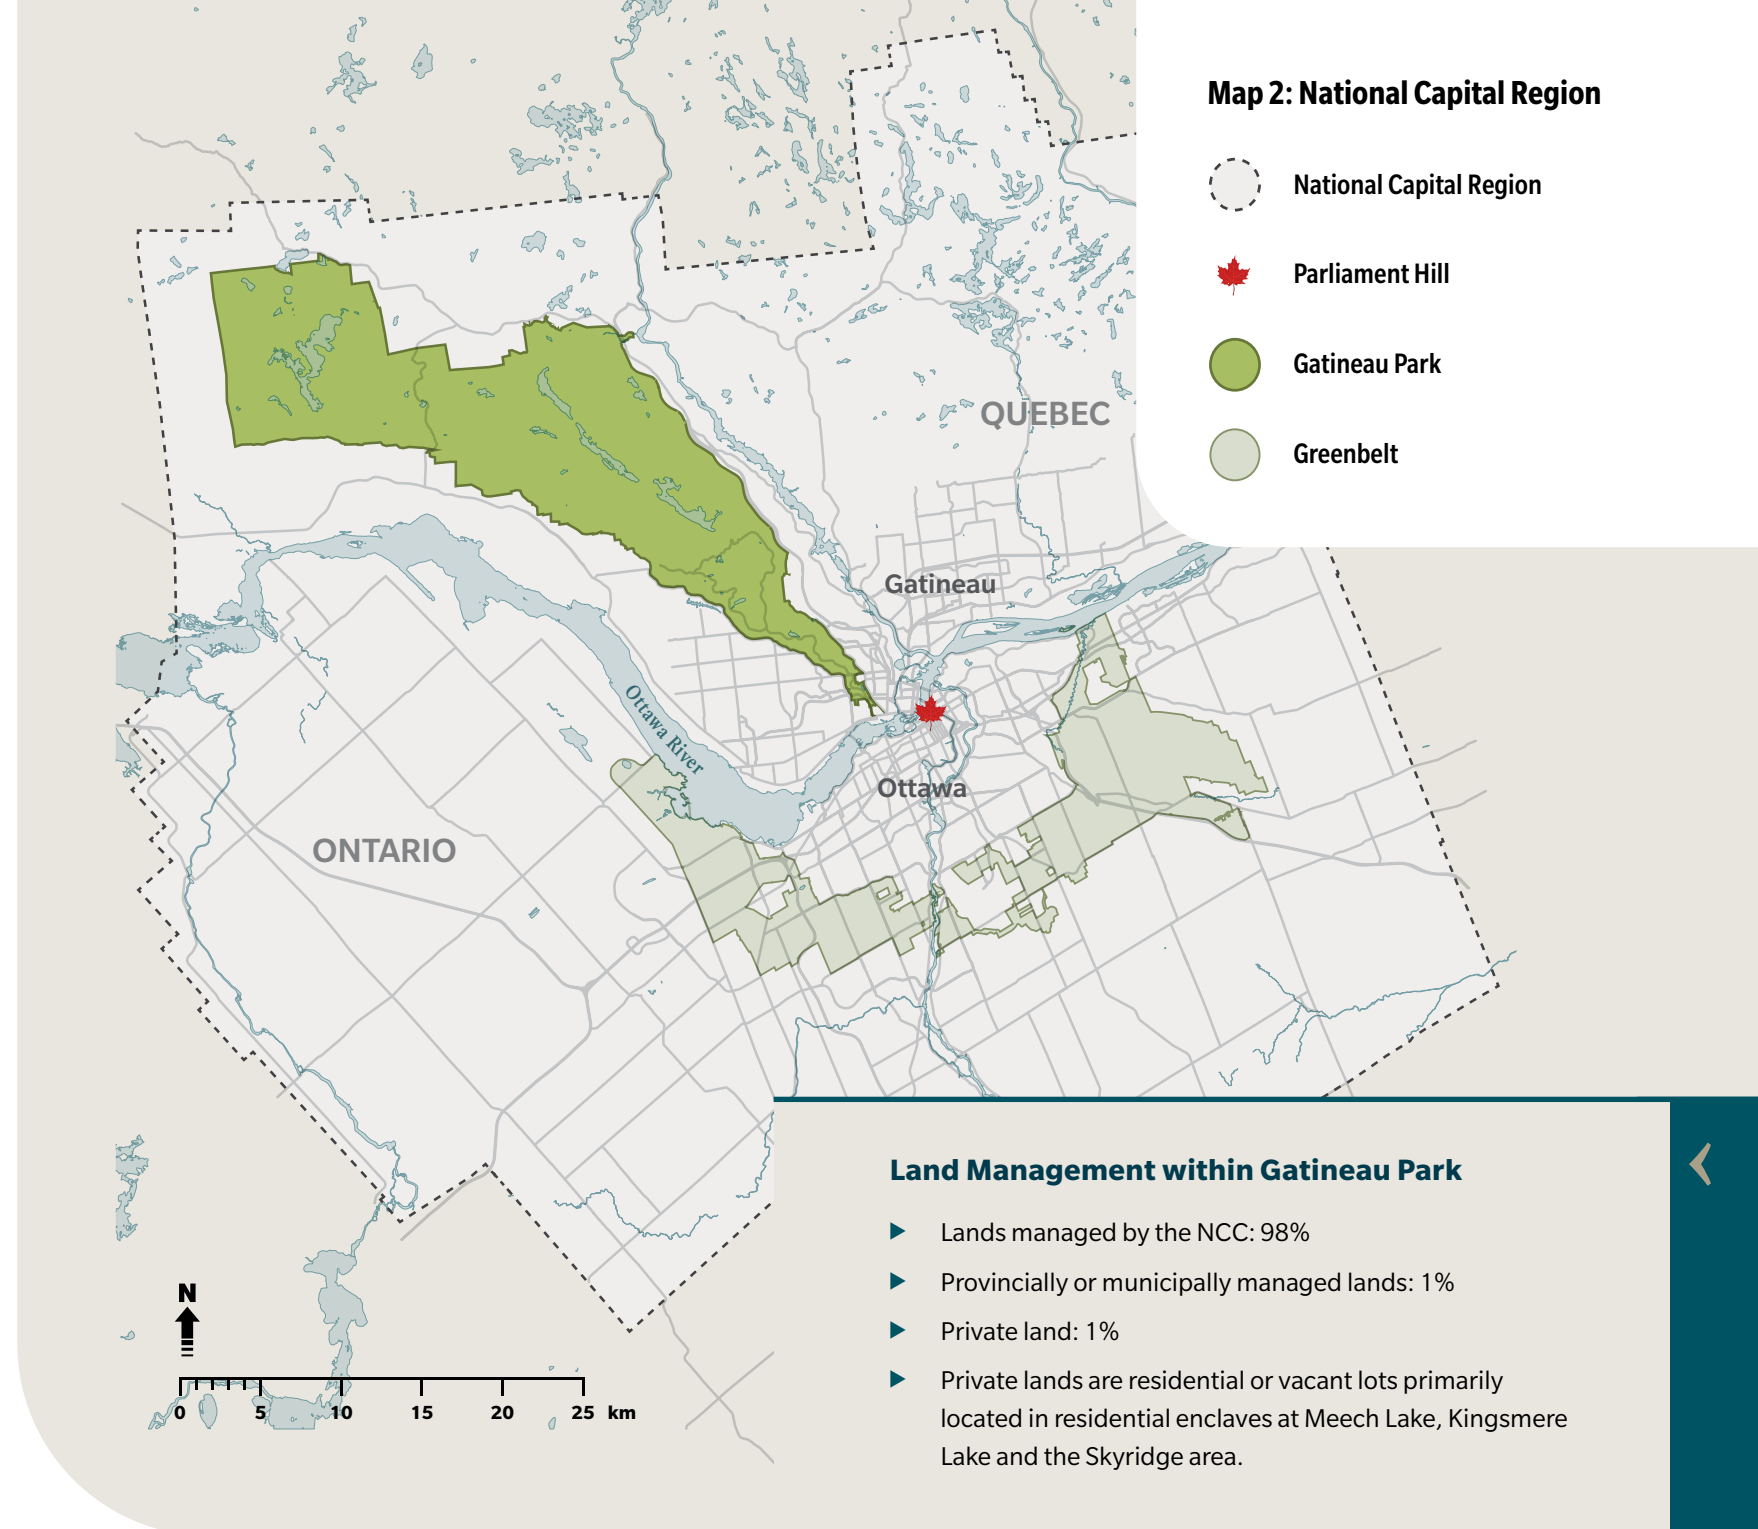 Map 2: National Capital Region
National Capital Region
Parliament Hill
Gatineau Park
Greenbelt
QUEBEC
Gatineau
Ottawa River
Ottawa
ONTARIO
Land Management within Gatineau Park
Lands managed by the NCC: 98%
Provincially or municipally managed lands: 1%
Private land: 1%
Private lands are residential or vacant lots primarily
located in residential enclaves at Meech Lake, Kingsmere
Lake and the Skyridge area.
N
0 5 10 15 20 25 km